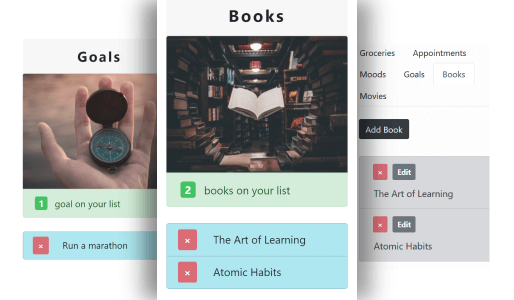 Goals
1 goal on your list
× Run a marathon
Books
2 books on your list
× The Art of Learning
× Atomic Habits
Groceries Appointments
Moods Goals Books
Movies
Add Book
× Edit
The Art of Learning
× Edit
Atomic Habits